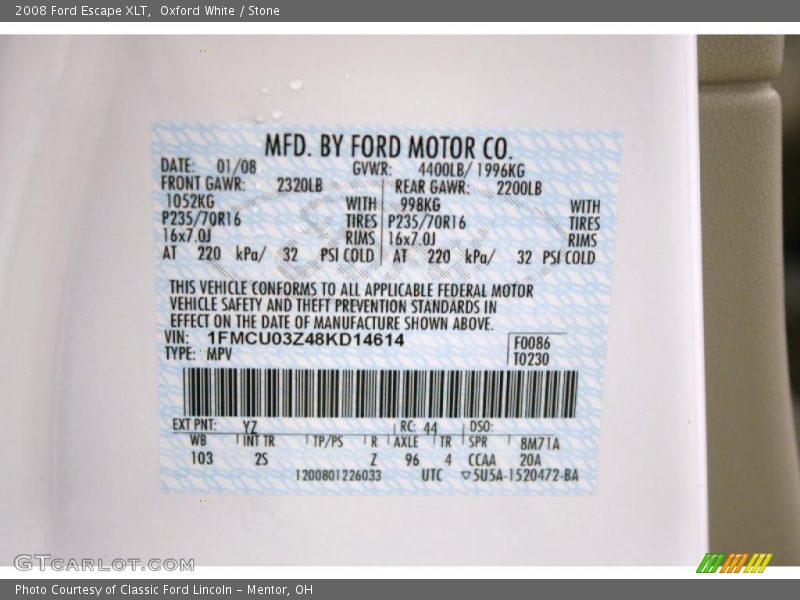 2008 Ford Escape XLT, Oxford White / Stone
MFD. BY FORD MOTOR CO.
DATE: 01/08 GVWR: 4400LB/ 1996KG
FRONT GAWR: 2320LB REAR GAWR: 2200LB
1052KG WITH 998KG WITH
P235/70R16 TIRES P235/70R16 TIRES
16x7.0J RIMS 16x7.0J RIMS
AT 220 kPa/ 32 PSI COLD AT 220 kPa/ 32 PSI COLD
THIS VEHICLE CONFORMS TO ALL APPLICABLE FEDERAL MOTOR
VEHICLE SAFETY AND THEFT PREVENTION STANDARDS IN
EFFECT ON THE DATE OF MANUFACTURE SHOWN ABOVE.
VIN: 1FMCU03Z48KD14614 F0086
TYPE: MPV T0230
EXT PNT: YZ RC: 44 DSO:
WB INT TR TP/PS R AXLE TR SPR 8M71A
103 2S Z 96 4 CCAA 20A
1200801226033 UTC ▽5U5A-1520472-BA
GTCARLOT.COM
Photo Courtesy of Classic Ford Lincoln - Mentor, OH